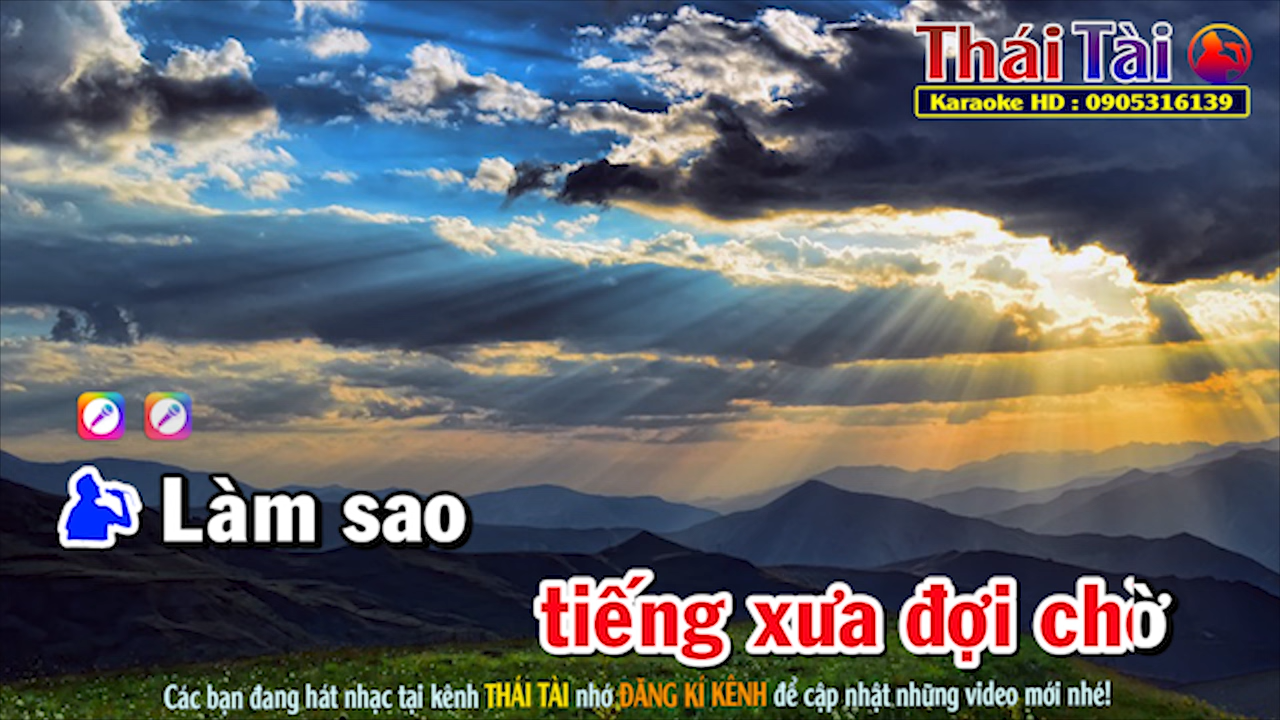 Thái Tài
Karaoke HD : 0905316139
Làm sao
tiếng xưa đợi chờ
Các bạn đang hát nhạc tại kênh THÁI TÀI nhớ ĐĂNG KÍ KÊNH để cập nhật những video mới nhé!